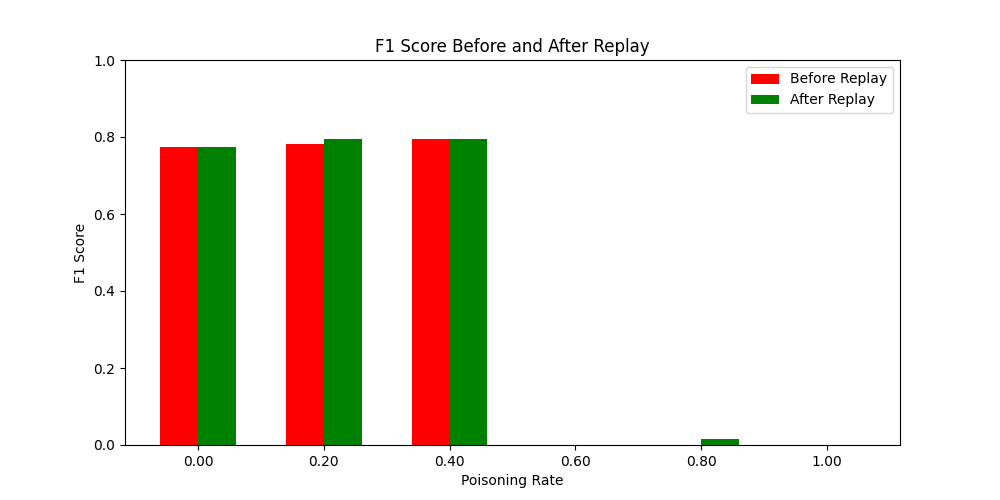 F1 Score Before and After Replay
1.0
0.8
0.6
0.4
0.2
0.0
F1 Score
Before Replay
After Replay
0.00 0.20 0.40 0.60 0.80 1.00
Poisoning Rate